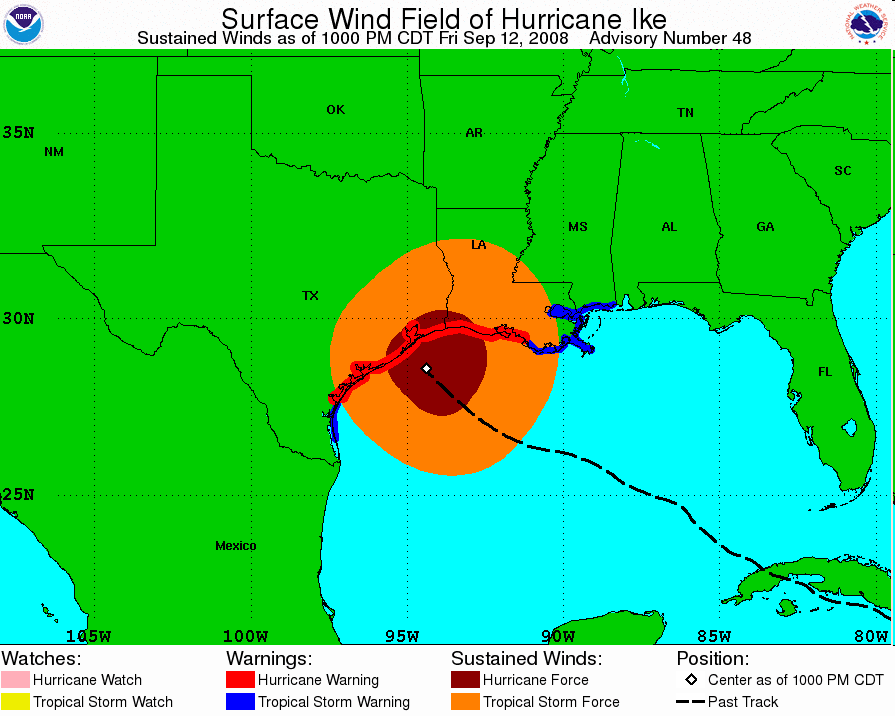 Surface Wind Field of Hurricane Ike
Sustained Winds as of 1000 PM CDT Fri Sep 12, 2008 Advisory Number 48
NOAA
NATIONAL WEATHER SERVICE
OK
TN
35N
AR
NM
SC
MS
AL
GA
LA
TX
30N
FL
25N
Mexico
105W 100W 95W 90W 85W 80W
Watches:
Hurricane Watch
Tropical Storm Watch
Warnings:
Hurricane Warning
Tropical Storm Warning
Sustained Winds:
Hurricane Force
Tropical Storm Force
Position:
Center as of 1000 PM CDT
Past Track